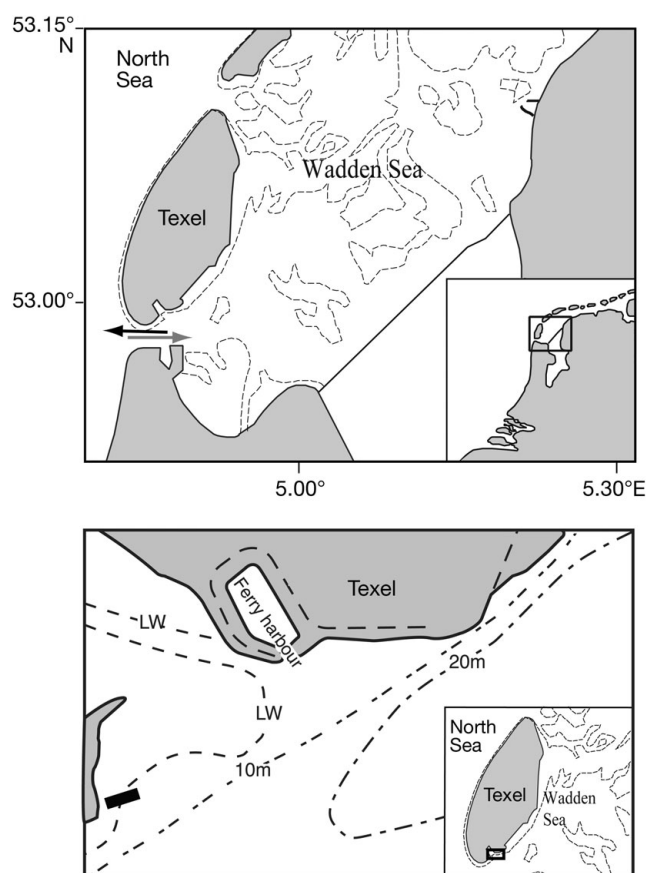 53.15°
N
North
Sea
Wadden Sea
Texel
53.00°
5.00°
5.30°E
Texel
Ferry harbour
LW
20m
LW
10m
North
Sea
Texel
Wadden
Sea